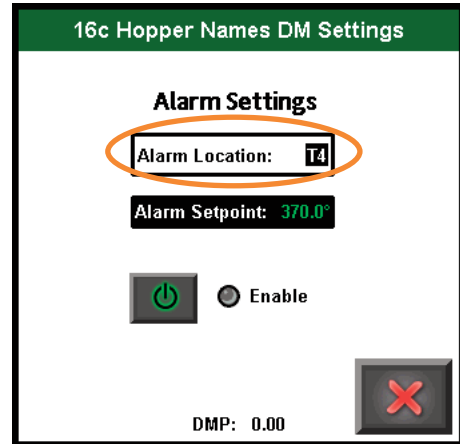 16c Hopper Names DM Settings
Alarm Settings
Alarm Location: T4
Alarm Setpoint: 370.0°
Enable
DMP: 0.00